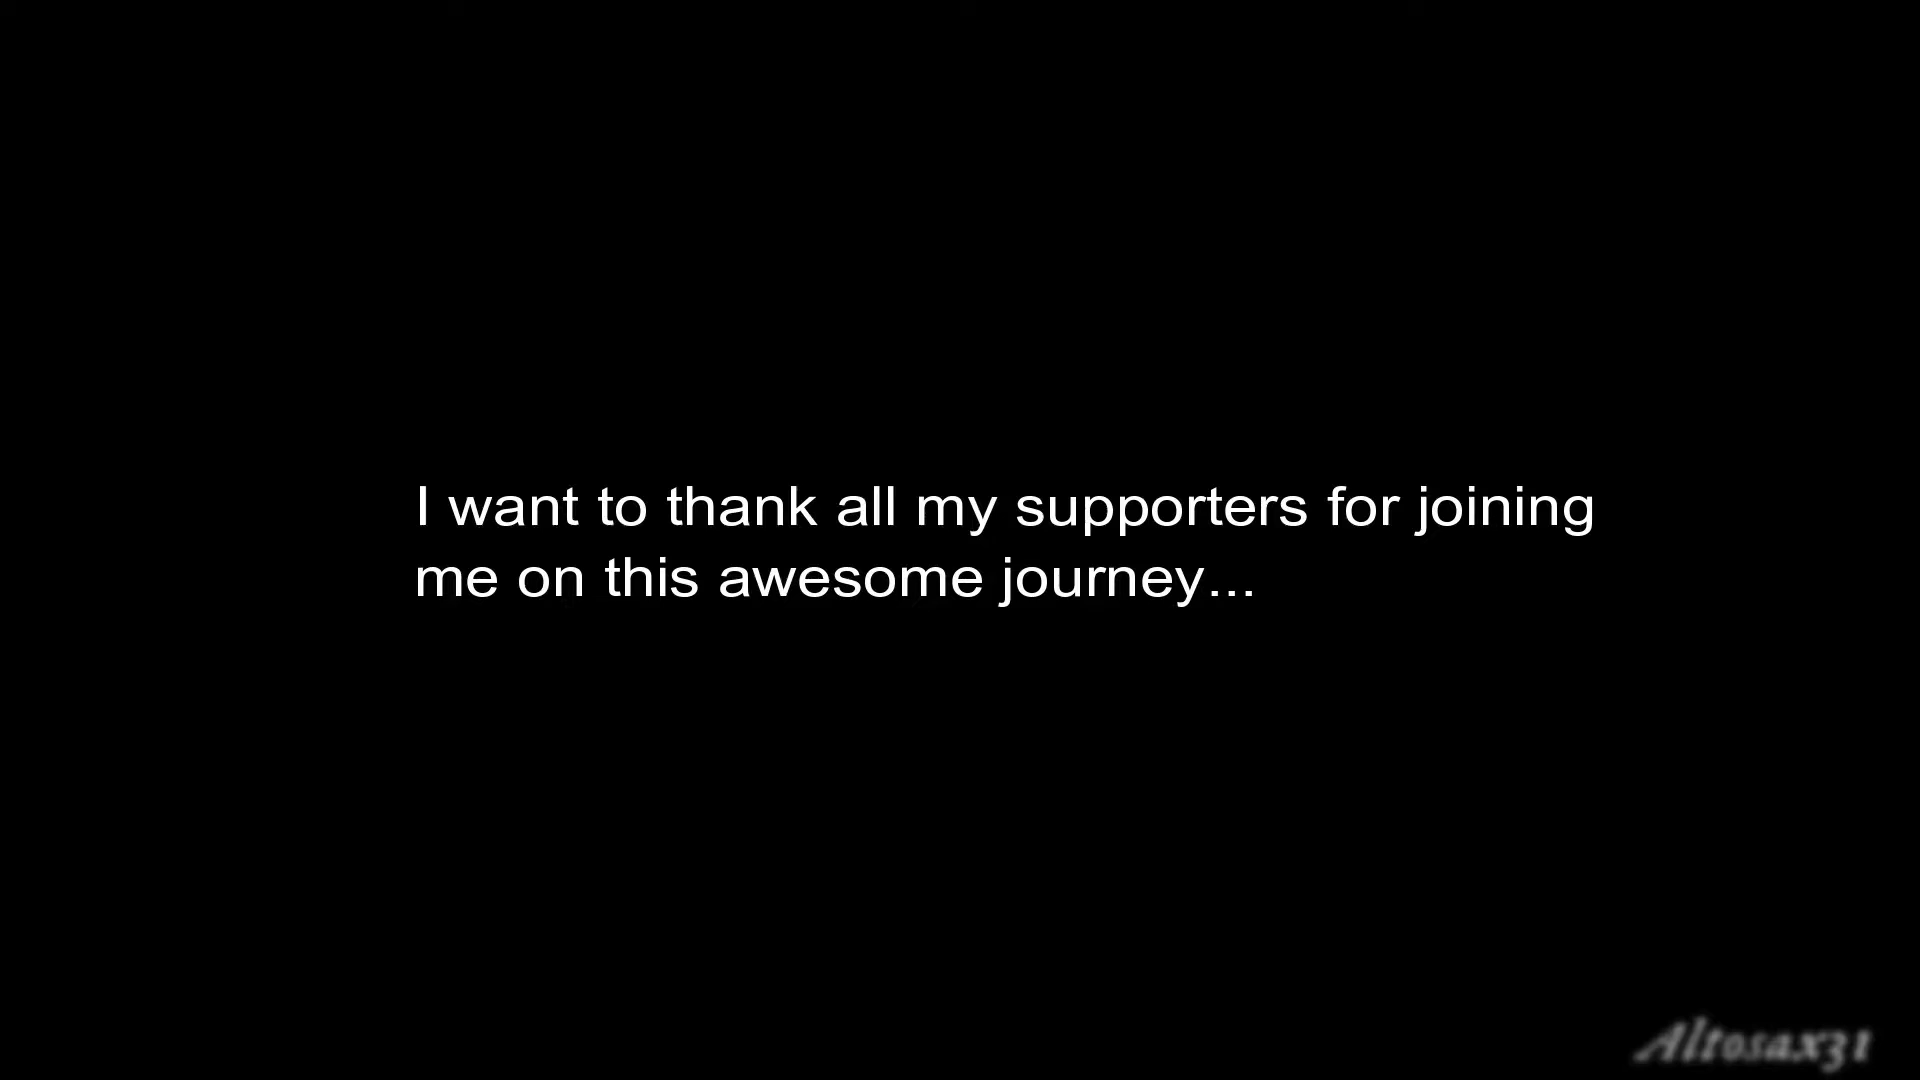 I want to thank all my supporters for joining
me on this awesome journey...
Altosax31